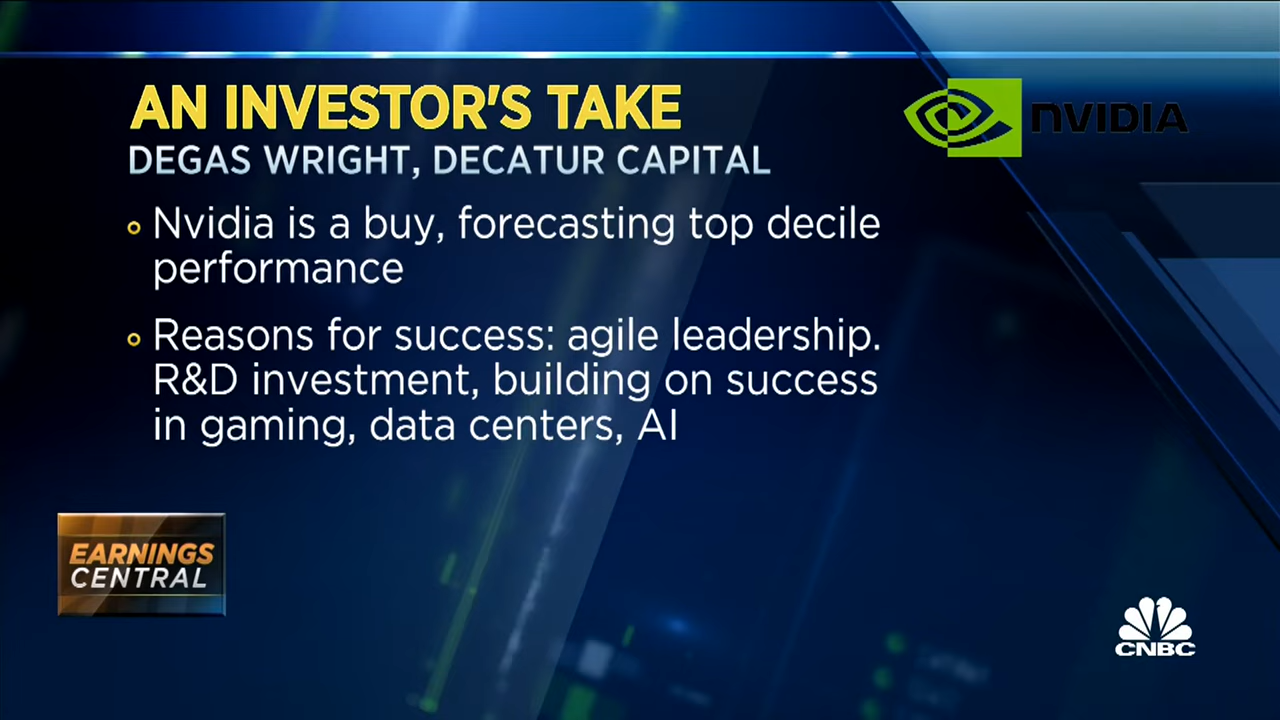 AN INVESTOR'S TAKE
DEGAS WRIGHT, DECATUR CAPITAL
NVIDIA
Nvidia is a buy, forecasting top decile
performance
Reasons for success: agile leadership.
R&D investment, building on success
in gaming, data centers, AI
EARNINGS
CENTRAL
CNBC